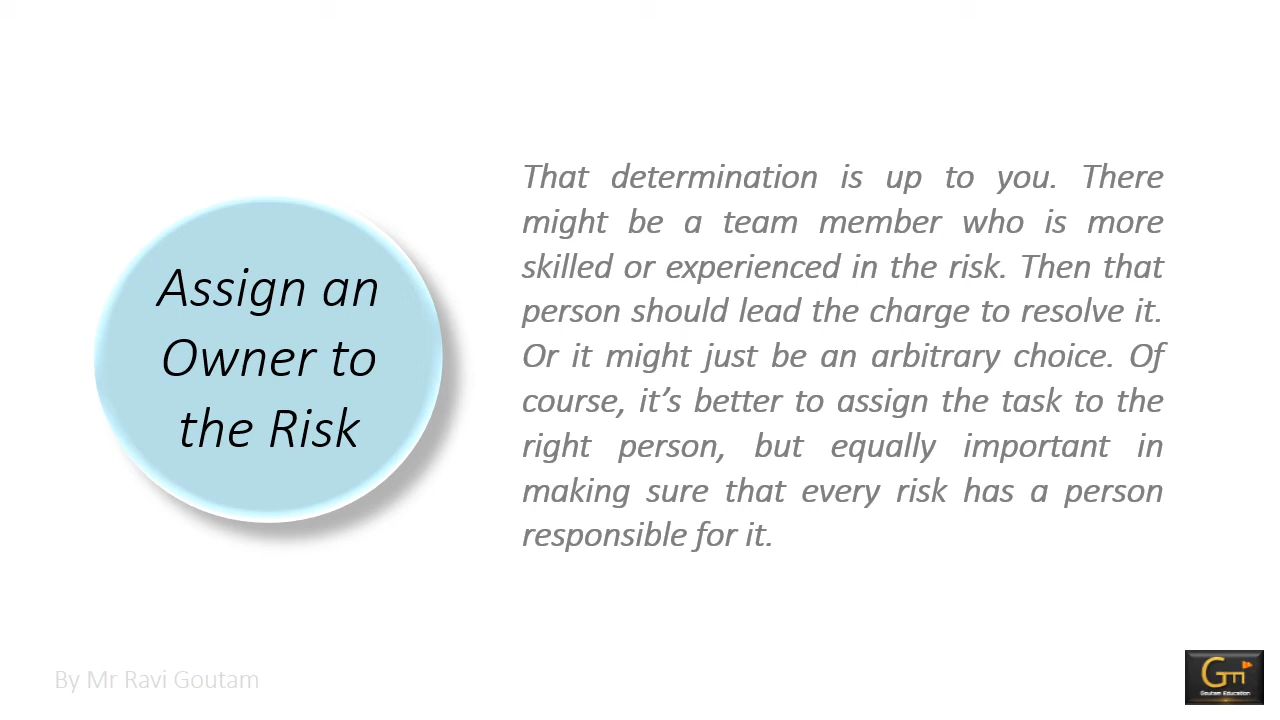 Assign an
Owner to
the Risk
That determination is up to you. There
might be a team member who is more
skilled or experienced in the risk. Then that
person should lead the charge to resolve it.
Or it might just be an arbitrary choice. Of
course, it’s better to assign the task to the
right person, but equally important in
making sure that every risk has a person
responsible for it.
By Mr Ravi Goutam
Goutam Education